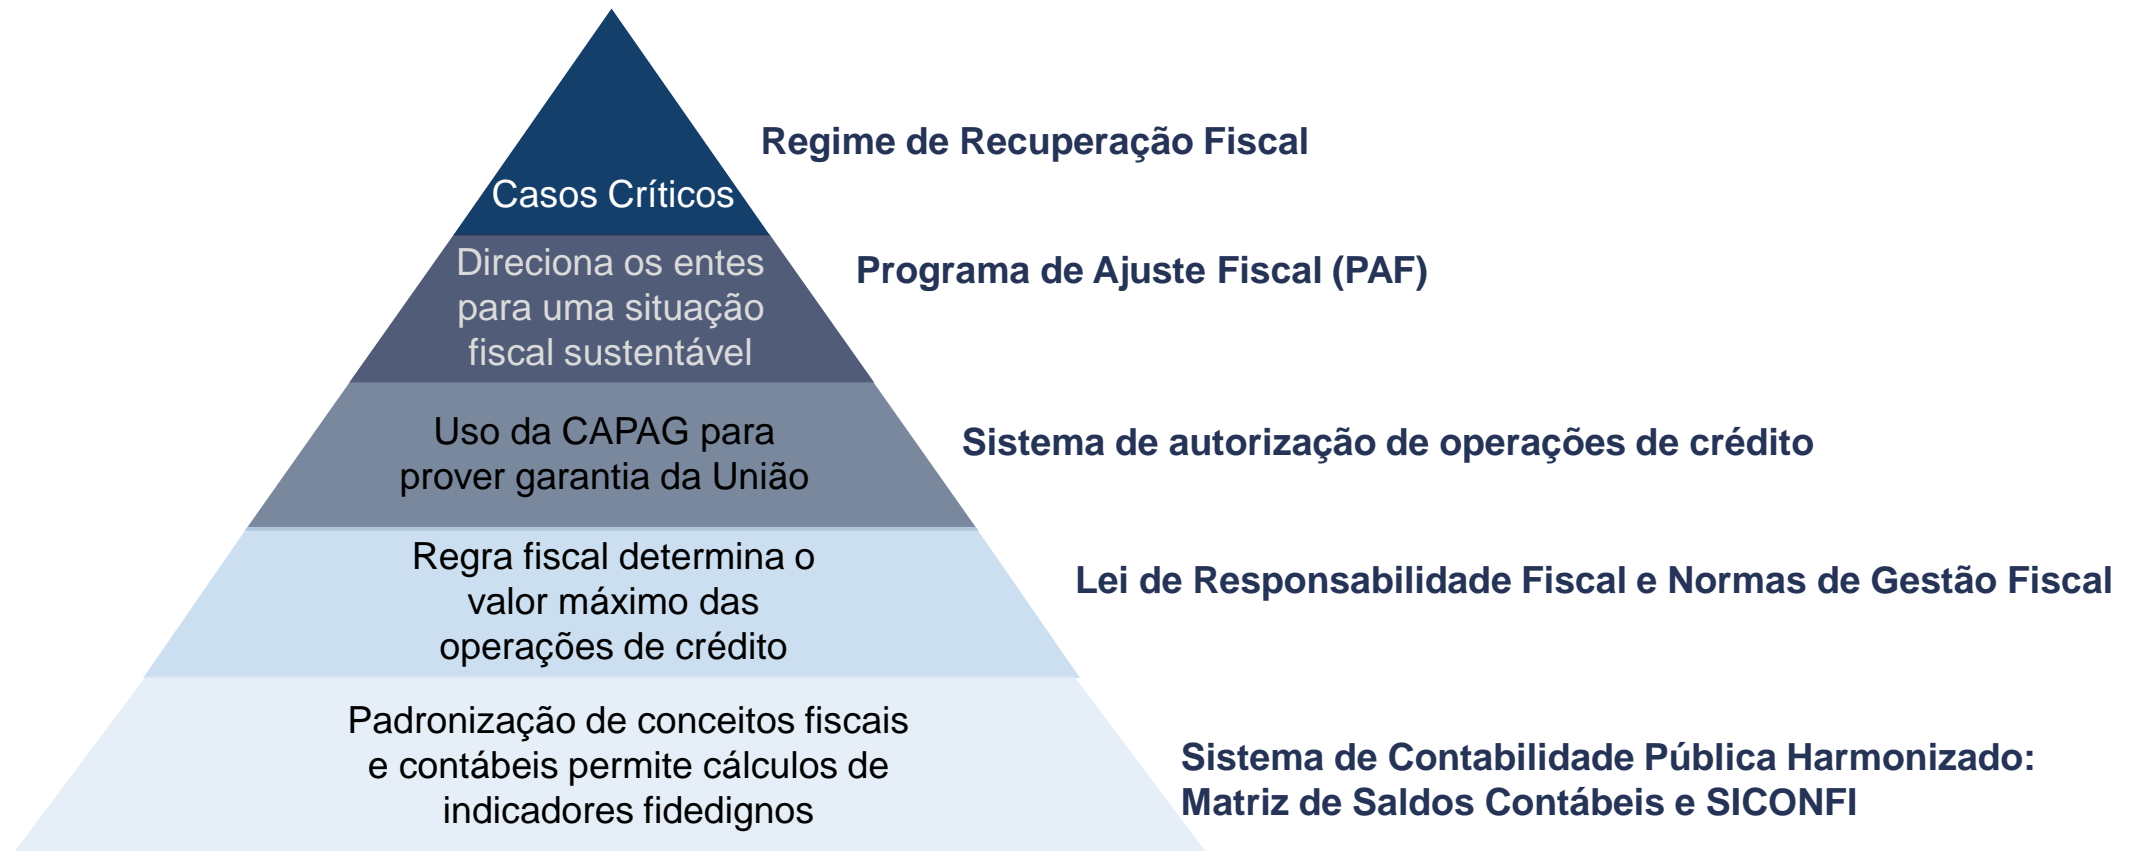 Regime de Recuperação Fiscal
Casos Críticos
Direciona os entes
para uma situação
fiscal sustentável
Programa de Ajuste Fiscal (PAF)
Uso da CAPAG para
prover garantia da União
Sistema de autorização de operações de crédito
Regra fiscal determina o
valor máximo das
operações de crédito
Lei de Responsabilidade Fiscal e Normas de Gestão Fiscal
Padronização de conceitos fiscais
e contábeis permite cálculos de
indicadores fidedignos
Sistema de Contabilidade Pública Harmonizado:
Matriz de Saldos Contábeis e SICONFI